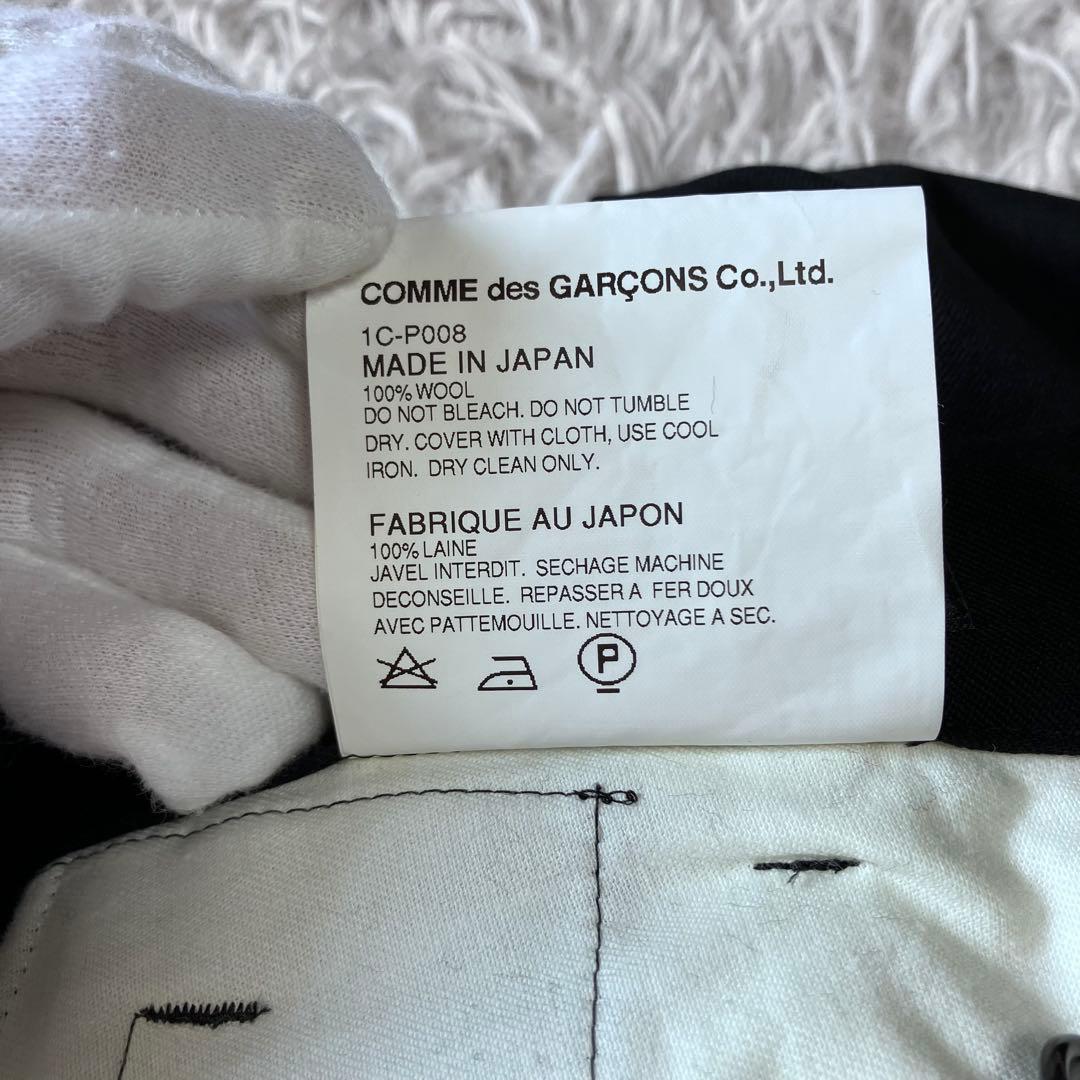 COMME des GARÇONS Co.,Ltd.
1C-P008
MADE IN JAPAN
100% WOOL
DO NOT BLEACH. DO NOT TUMBLE
DRY. COVER WITH CLOTH, USE COOL
IRON. DRY CLEAN ONLY.
FABRIQUE AU JAPON
100% LAINE
JAVEL INTERDIT. SECHAGE MACHINE
DECONSEILLE. REPASSER A FER DOUX
AVEC PATTEMOUILLE. NETTOYAGE A SEC.
P